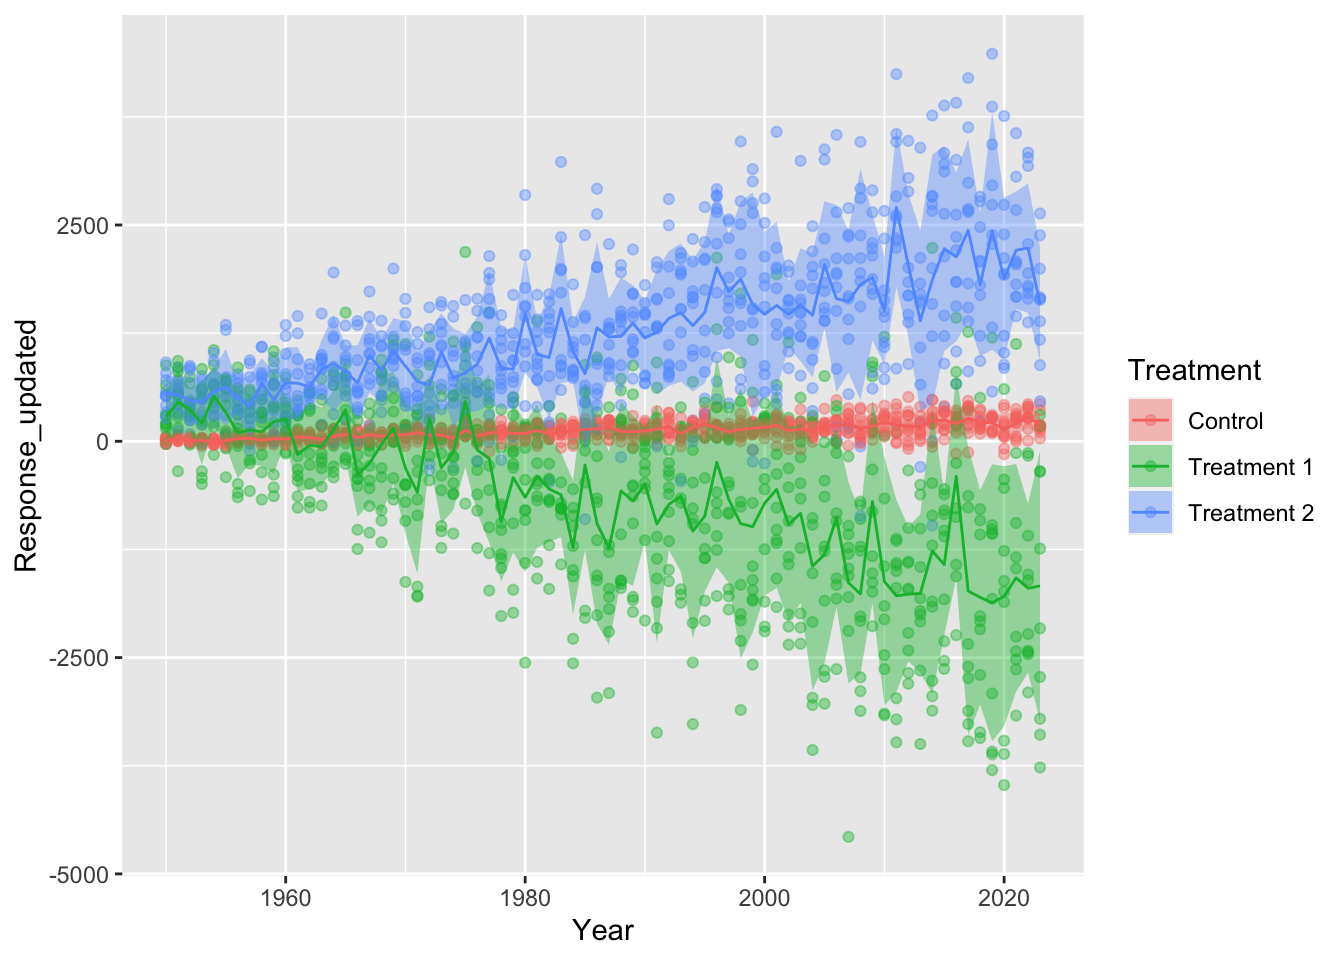 Response_updated
2500
0
-2500
-5000
1960
1980
2000
2020
Year
Treatment
Control
Treatment 1
Treatment 2